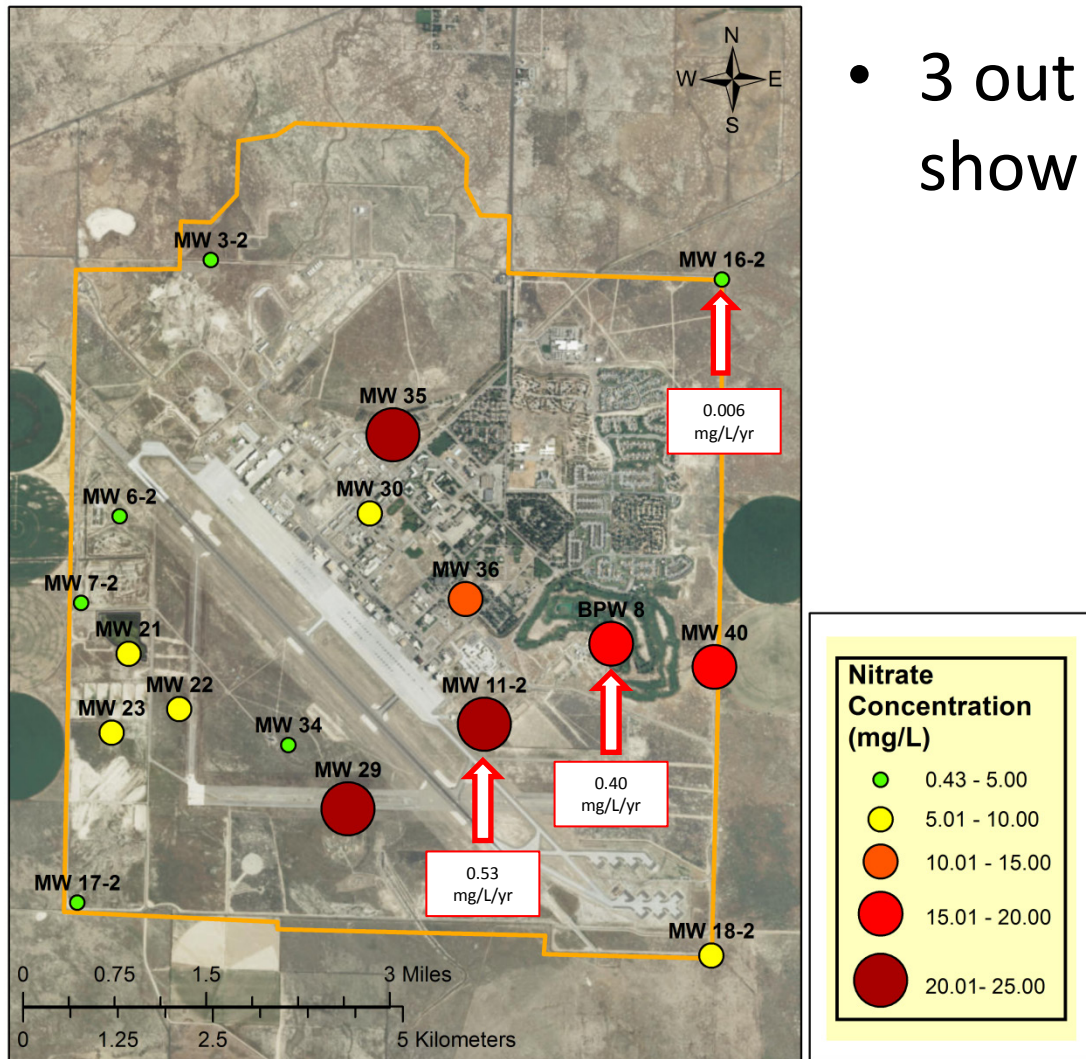 • 3 out
show
N
W E
S
MW 3-2
MW 16-2
0.006
mg/L/yr
MW 35
MW 30
MW 6-2
MW 36
MW 7-2
BPW 8
MW 21
MW 40
MW 22
MW 11-2
MW 23
MW 34
MW 29
0.40
mg/L/yr
0.53
mg/L/yr
MW 17-2
MW 18-2
0 0.75 1.5 3 Miles
0 1.25 2.5 5 Kilometers
Nitrate
Concentration
(mg/L)
0.43 - 5.00
5.01 - 10.00
10.01 - 15.00
15.01 - 20.00
20.01- 25.00